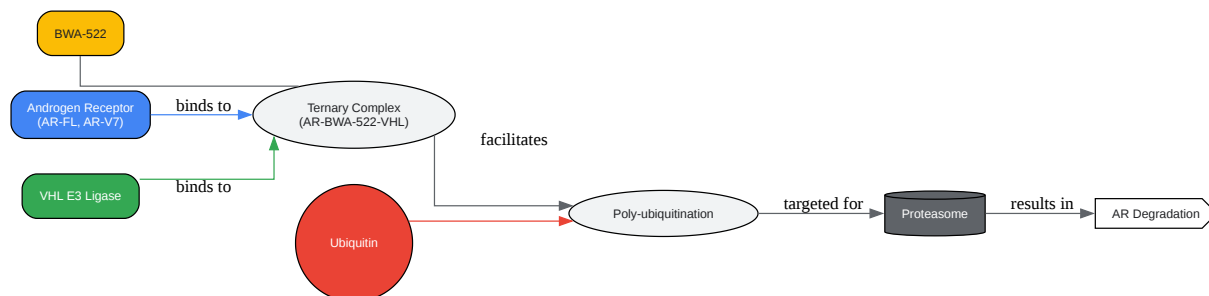 BWA-522
Androgen Receptor
(AR-FL, AR-V7)
binds to
Ternary Complex
(AR-BWA-522-VHL)
facilitates
VHL E3 Ligase
binds to
Ubiquitin
Poly-ubiquitination
targeted for
Proteasome
results in
AR Degradation